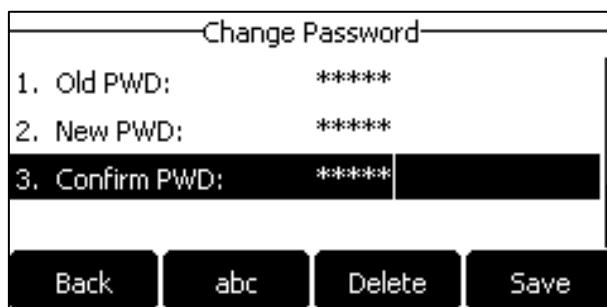 Change Password
1. Old PWD: *****
2. New PWD: *****
3. Confirm PWD: *****
Back abc Delete Save